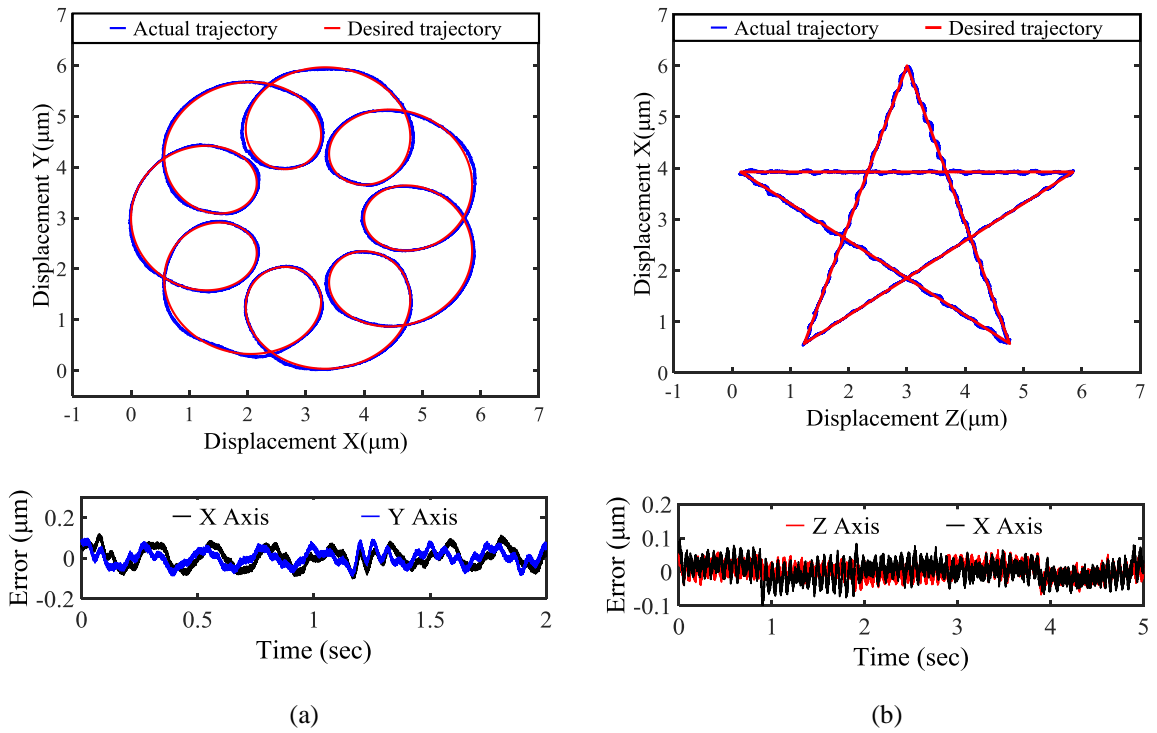 7
Actual trajectory Desired trajectory
6
5
4
3
2
1
0
Displacement Y(μm)
-1 0 1 2 3 4 5 6 7
Displacement X(μm)
7
Actual trajectory Desired trajectory
6
5
4
3
2
1
0
Displacement X(μm)
-1 0 1 2 3 4 5 6 7
Displacement Z(μm)
0.2
0
-0.2
Error (μm)
X Axis Y Axis
0 0.5 1 1.5 2
Time (sec)
0.2
0.1
0
-0.1
Error (μm)
Z Axis X Axis
0 1 2 3 4 5
Time (sec)
(a)
(b)